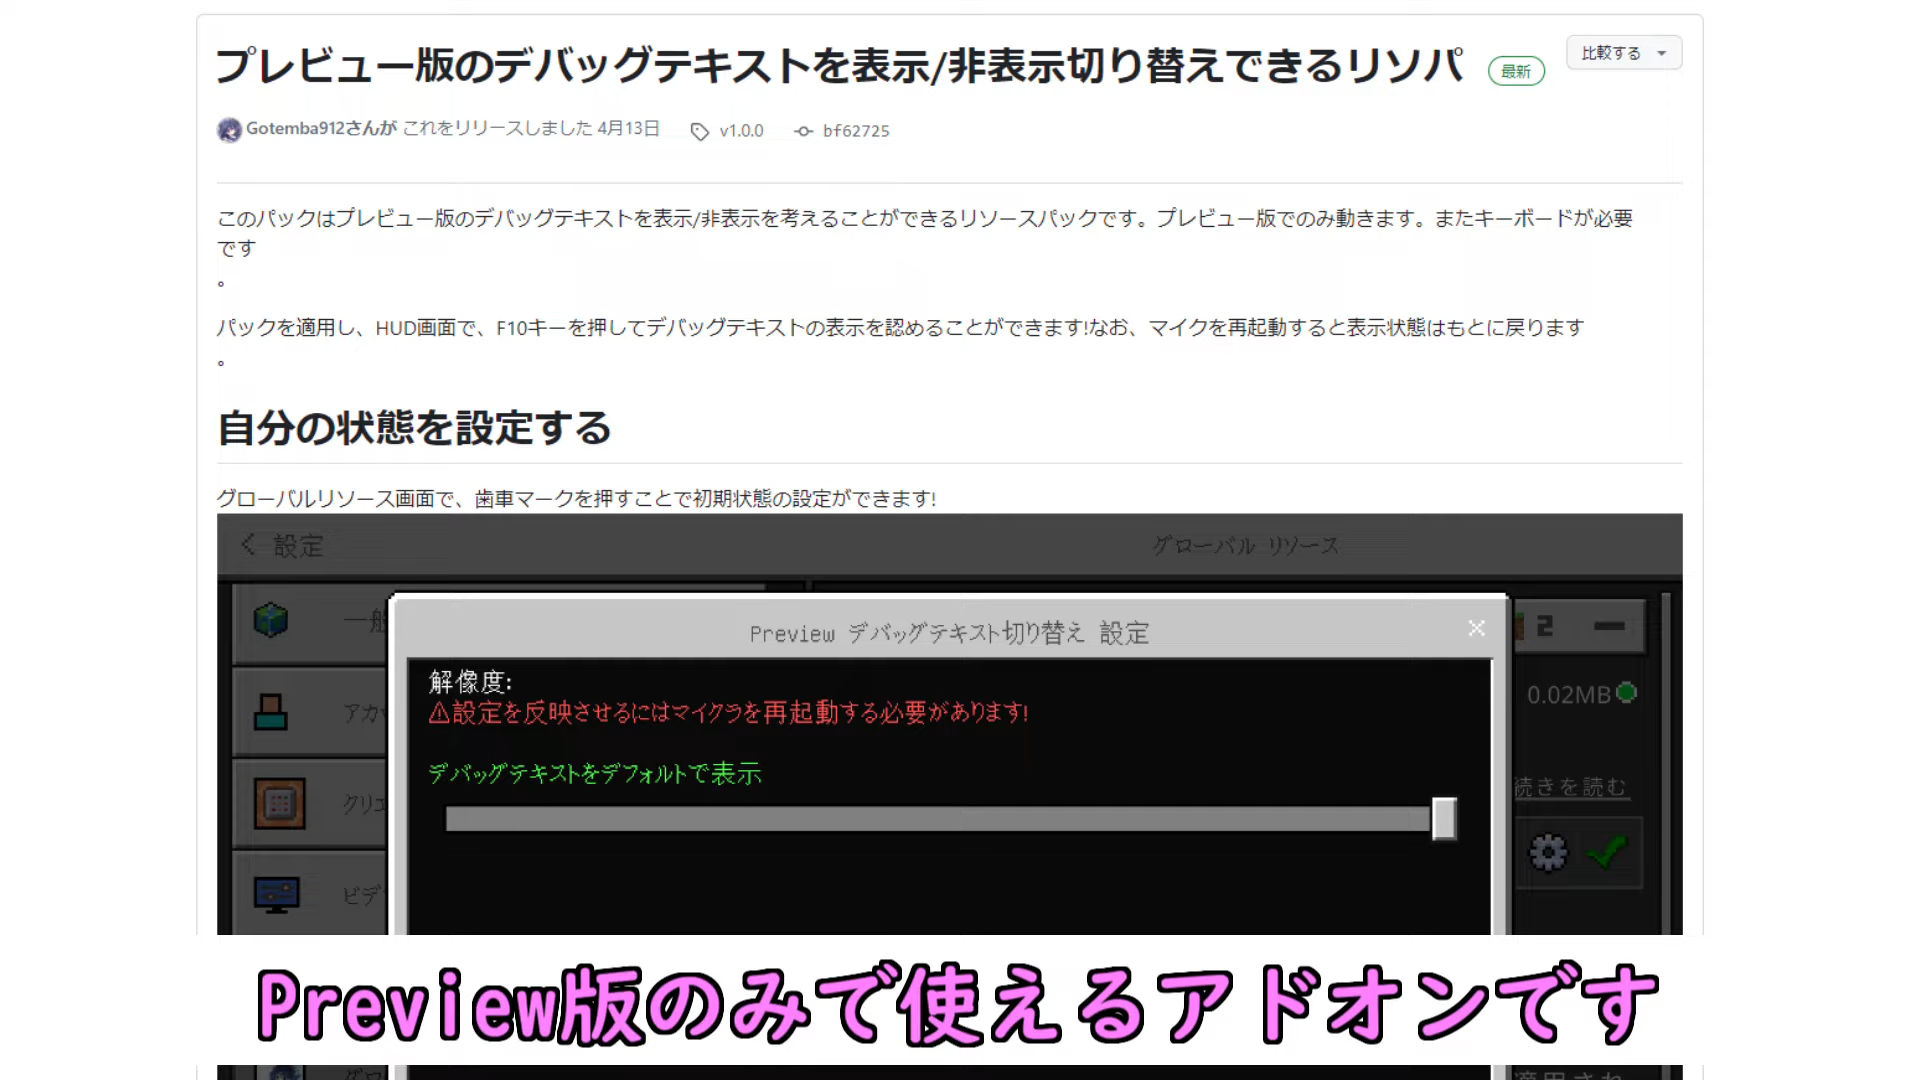 プレビュー版のデバッグテキストを表示/非表示切り替えできるリソパ 最新 比較する
Gotemba912さんが これをリリースしました 4月13日 v1.0.0 bf62725
このパックはプレビュー版のデバッグテキストを表示/非表示を考えることができるリソースパックです。プレビュー版でのみ動きます。またキーボードが必要
です
。
パックを適用し、HUD画面で、F10キーを押してデバッグテキストの表示を認めることができます!なお、マイクを再起動すると表示状態はもとに戻ります
。
自分の状態を設定する
グローバルリソース画面で、歯車マークを押すことで初期状態の設定ができます!
設定 グローバル リソース
一般
Preview デバッグテキスト切り替え 設定
2
解像度:
⚠設定を反映させるにはマイクラを再起動する必要があります!
0.02MB
アカ
デバッグテキストをデフォルトで表示
続きを読む
クリエ
ビデ
Preview版のみで使えるアドオンです
グロ